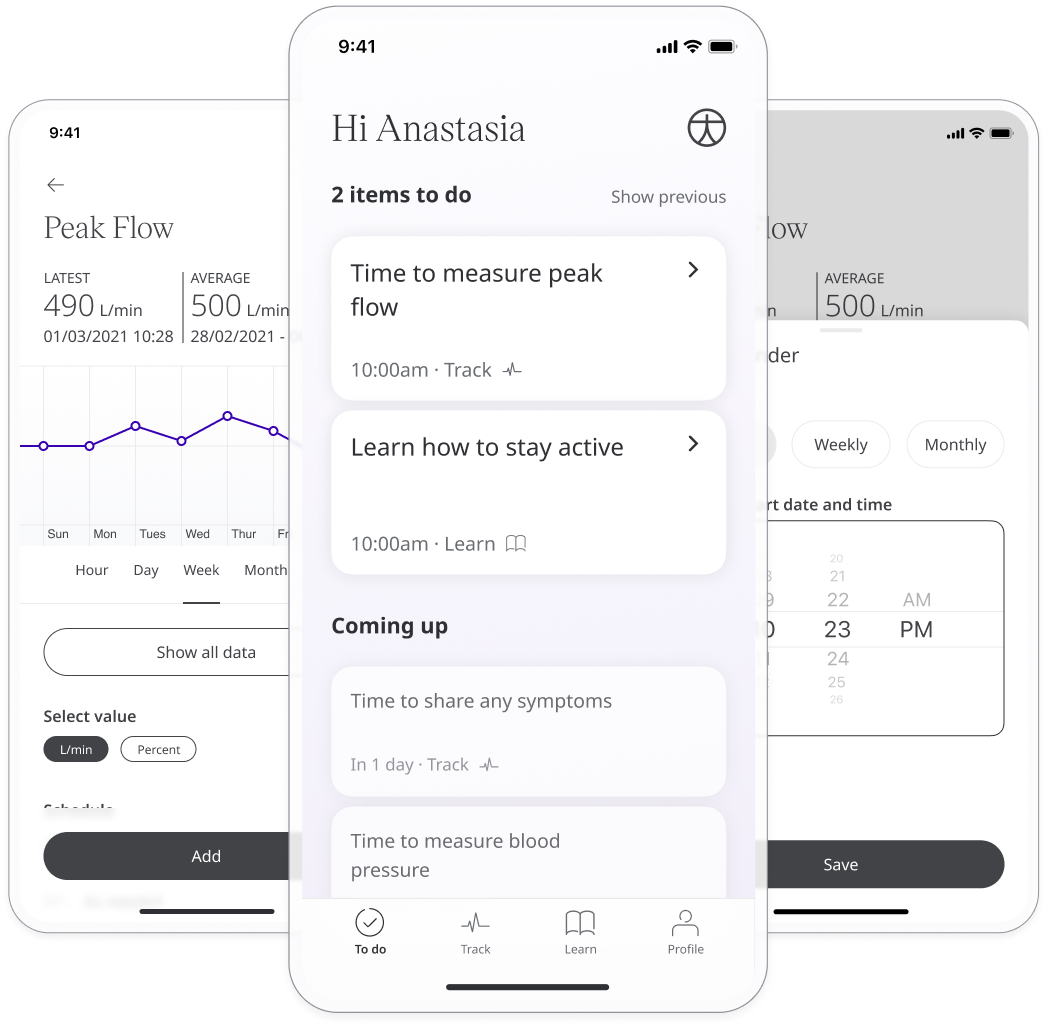 9:41
Peak Flow
LATEST
490 L/min
01/03/2021 10:28
AVERAGE
500 L/min
28/02/2021 -
Sun Mon Tues Wed Thur Fr
Hour Day Week Month
Show all data
Select value
L/min Percent
Schedule
Add
9:41
Hi Anastasia
2 items to do Show previous
Time to measure peak
flow
10:00am · Track
Learn how to stay active
10:00am · Learn
Coming up
Time to share any symptoms
In 1 day · Track
Time to measure blood
pressure
To do Track Learn Profile
low
AVERAGE
500 L/min
der
Weekly Monthly
rt date and time
20
21
9 22 AM
0 23 PM
24
25
26
Save